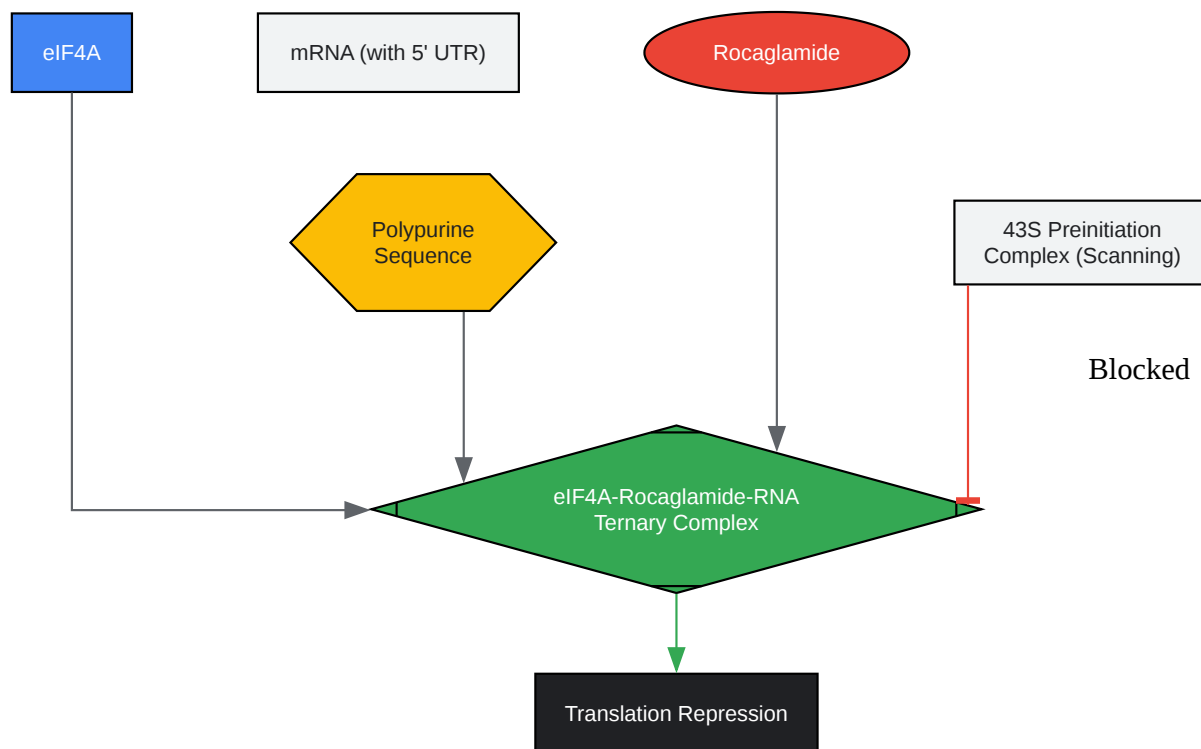 eIF4A
mRNA (with 5' UTR)
Rocaglamide
Polypurine
Sequence
43S Preinitiation
Complex (Scanning)
Blocked
eIF4A-Rocaglamide-RNA
Ternary Complex
Translation Repression